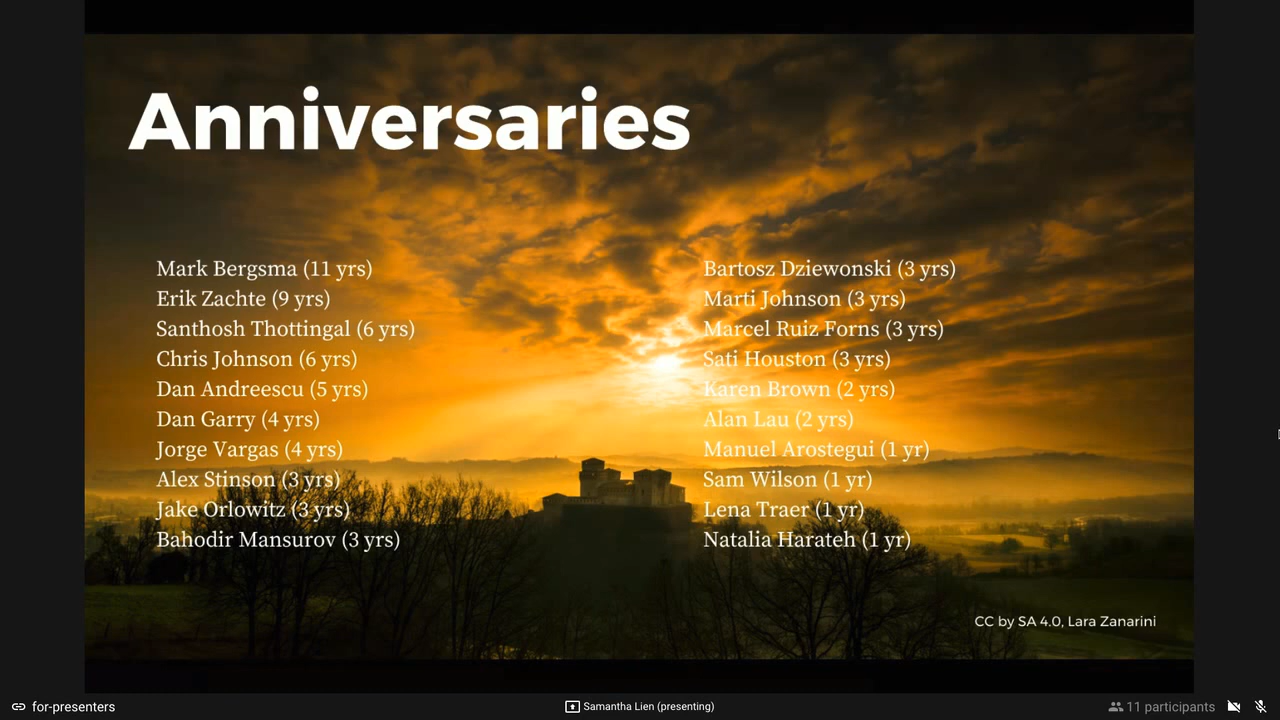 Anniversaries
Mark Bergsma (11 yrs)
Erik Zachte (9 yrs)
Santhosh Thottingal (6 yrs)
Chris Johnson (6 yrs)
Dan Andreescu (5 yrs)
Dan Garry (4 yrs)
Jorge Vargas (4 yrs)
Alex Stinson (3 yrs)
Jake Orlowitz (3 yrs)
Bahodir Mansurov (3 yrs)
Bartosz Dziewonski (3 yrs)
Marti Johnson (3 yrs)
Marcel Ruiz Forns (3 yrs)
Sati Houston (3 yrs)
Karen Brown (2 yrs)
Alan Lau (2 yrs)
Manuel Arostegui (1 yr)
Sam Wilson (1 yr)
Lena Traer (1 yr)
Natalia Harateh (1 yr)
CC by SA 4.0, Lara Zanarini
for-presenters
Samantha Lien (presenting)
11 participants